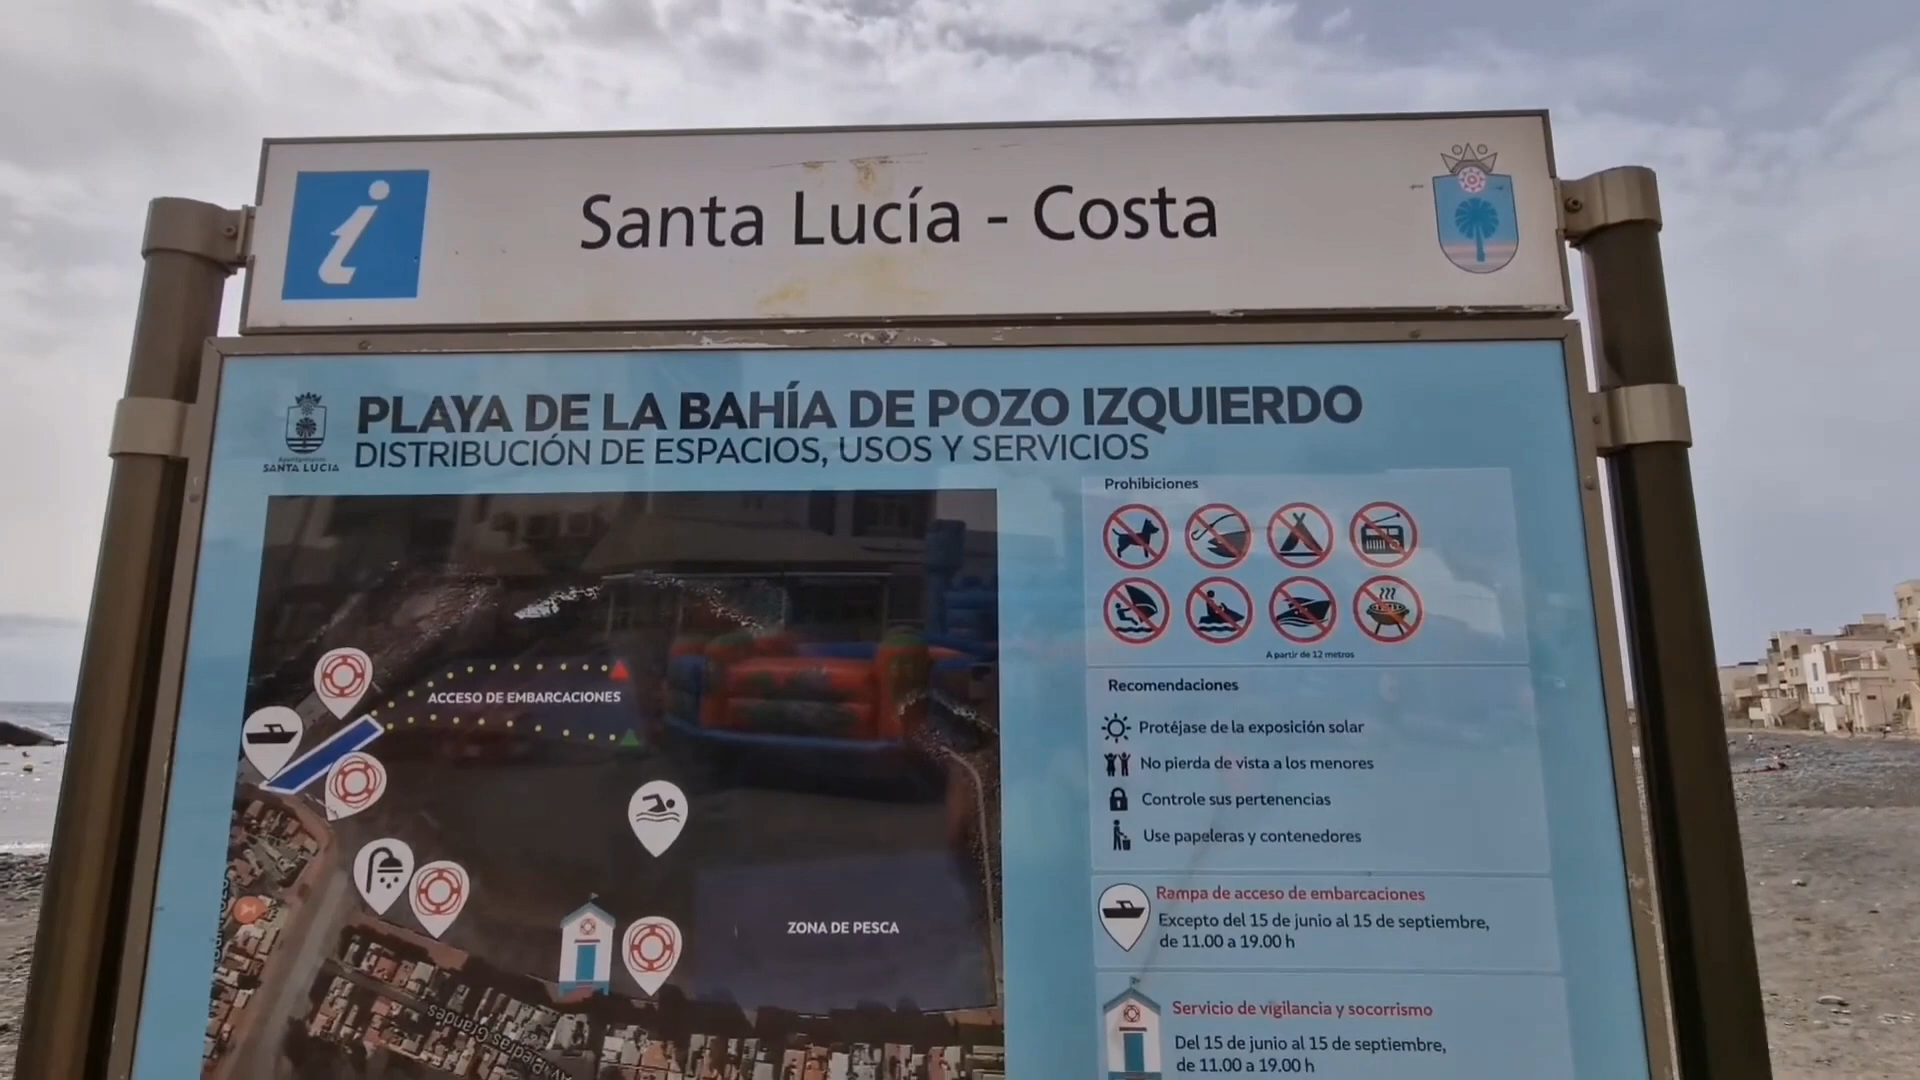 Santa Lucía - Costa
PLAYA DE LA BAHÍA DE POZO IZQUIERDO
DISTRIBUCIÓN DE ESPACIOS, USOS Y SERVICIOS
Ayuntamiento
SANTA LUCIA
Prohibiciones
A partir de 12 metros
ACCESO DE EMBARCACIONES
ZONA DE PESCA
Av. Piedras Grandes
Recomendaciones
Protéjase de la exposición solar
No pierda de vista a los menores
Controle sus pertenencias
Use papeleras y contenedores
Rampa de acceso de embarcaciones
Excepto del 15 de junio al 15 de septiembre,
de 11.00 a 19.00 h
Servicio de vigilancia y socorrismo
Del 15 de junio al 15 de septiembre,
de 11.00 a 19.00 h